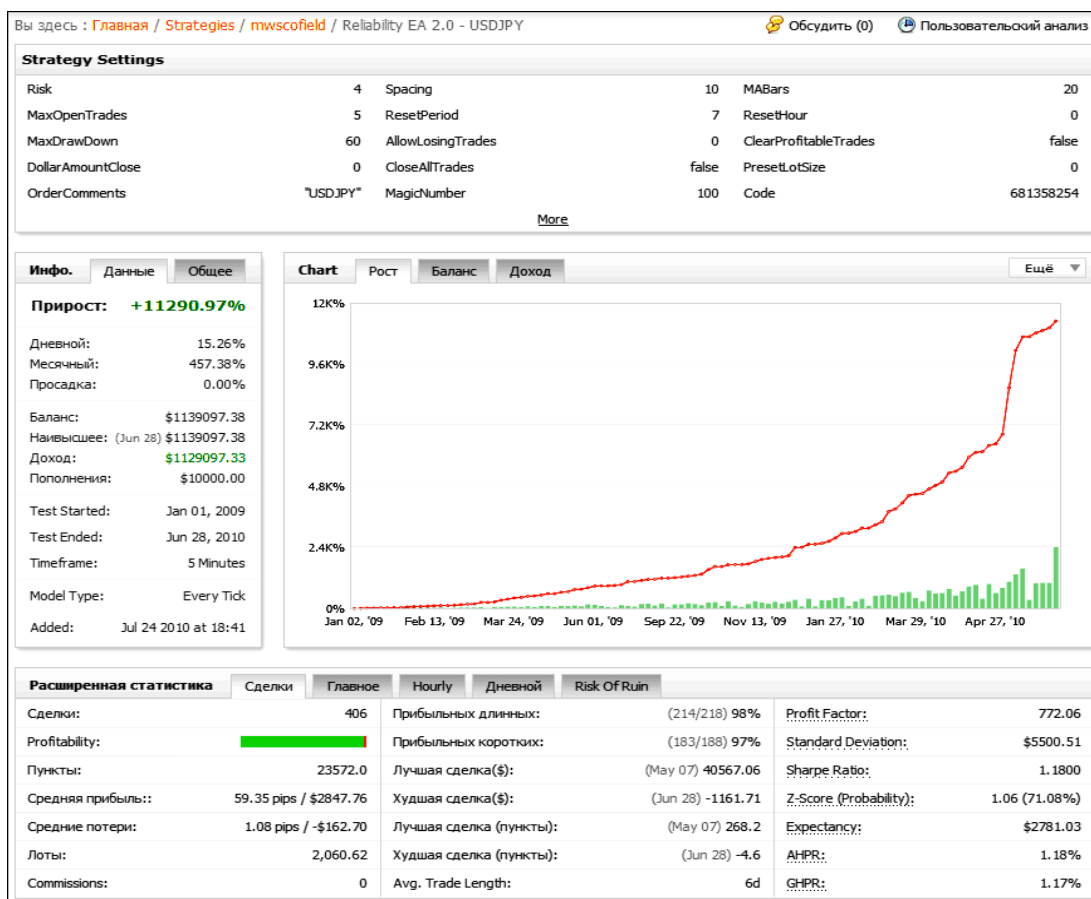 Вы здесь : Главная / Strategies / mwscofield / Reliability EA 2.0 - USDJPY Обсудить (0) Пользовательский анализ
Strategy Settings
Risk 4 Spacing 10 MABars 20
MaxOpenTrades 5 ResetPeriod 7 ResetHour 0
MaxDrawDown 60 AllowLosingTrades 0 ClearProfitableTrades false
DollarAmountClose 0 CloseAllTrades false PresetLotSize 0
OrderComments "USDJPY" MagicNumber 100 Code 681358254
More
Инфо. Данные Общее
Прирост: +11290.97%
Дневной: 15.26%
Месячный: 457.38%
Просадка: 0.00%
Баланс: $1139097.38
Наивысшее: (Jun 28) $1139097.38
Доход: $1129097.33
Пополнения: $10000.00
Test Started: Jan 01, 2009
Test Ended: Jun 28, 2010
Timeframe: 5 Minutes
Model Type: Every Tick
Added: Jul 24 2010 at 18:41
Chart Рост Баланс Доход Ещё
12K%
9.6K%
7.2K%
4.8K%
2.4K%
0%
Jan 02, '09 Feb 13, '09 Mar 24, '09 Jun 01, '09 Sep 22, '09 Nov 13, '09 Jan 27, '10 Mar 29, '10 Apr 27, '10
Расширенная статистика Сделки Главное Hourly Дневной Risk Of Ruin
Сделки: 406 Прибыльных длинных: (214/218) 98% Profit Factor: 772.06
Profitability: Прибыльных коротких: (183/188) 97% Standard Deviation: $5500.51
Пункты: 23572.0 Лучшая сделка($): (May 07) 40567.06 Sharpe Ratio: 1.1800
Средняя прибыль:: 59.35 pips / $2847.76 Худшая сделка($): (Jun 28) -1161.71 Z-Score (Probability): 1.06 (71.08%)
Средние потери: 1.08 pips / -$162.70 Лучшая сделка (пункты): (May 07) 268.2 Expectancy: $2781.03
Лоты: 2,060.62 Худшая сделка (пункты): (Jun 28) -4.6 AHPR: 1.18%
Commissions: 0 Avg. Trade Length: 6d GHPR: 1.17%